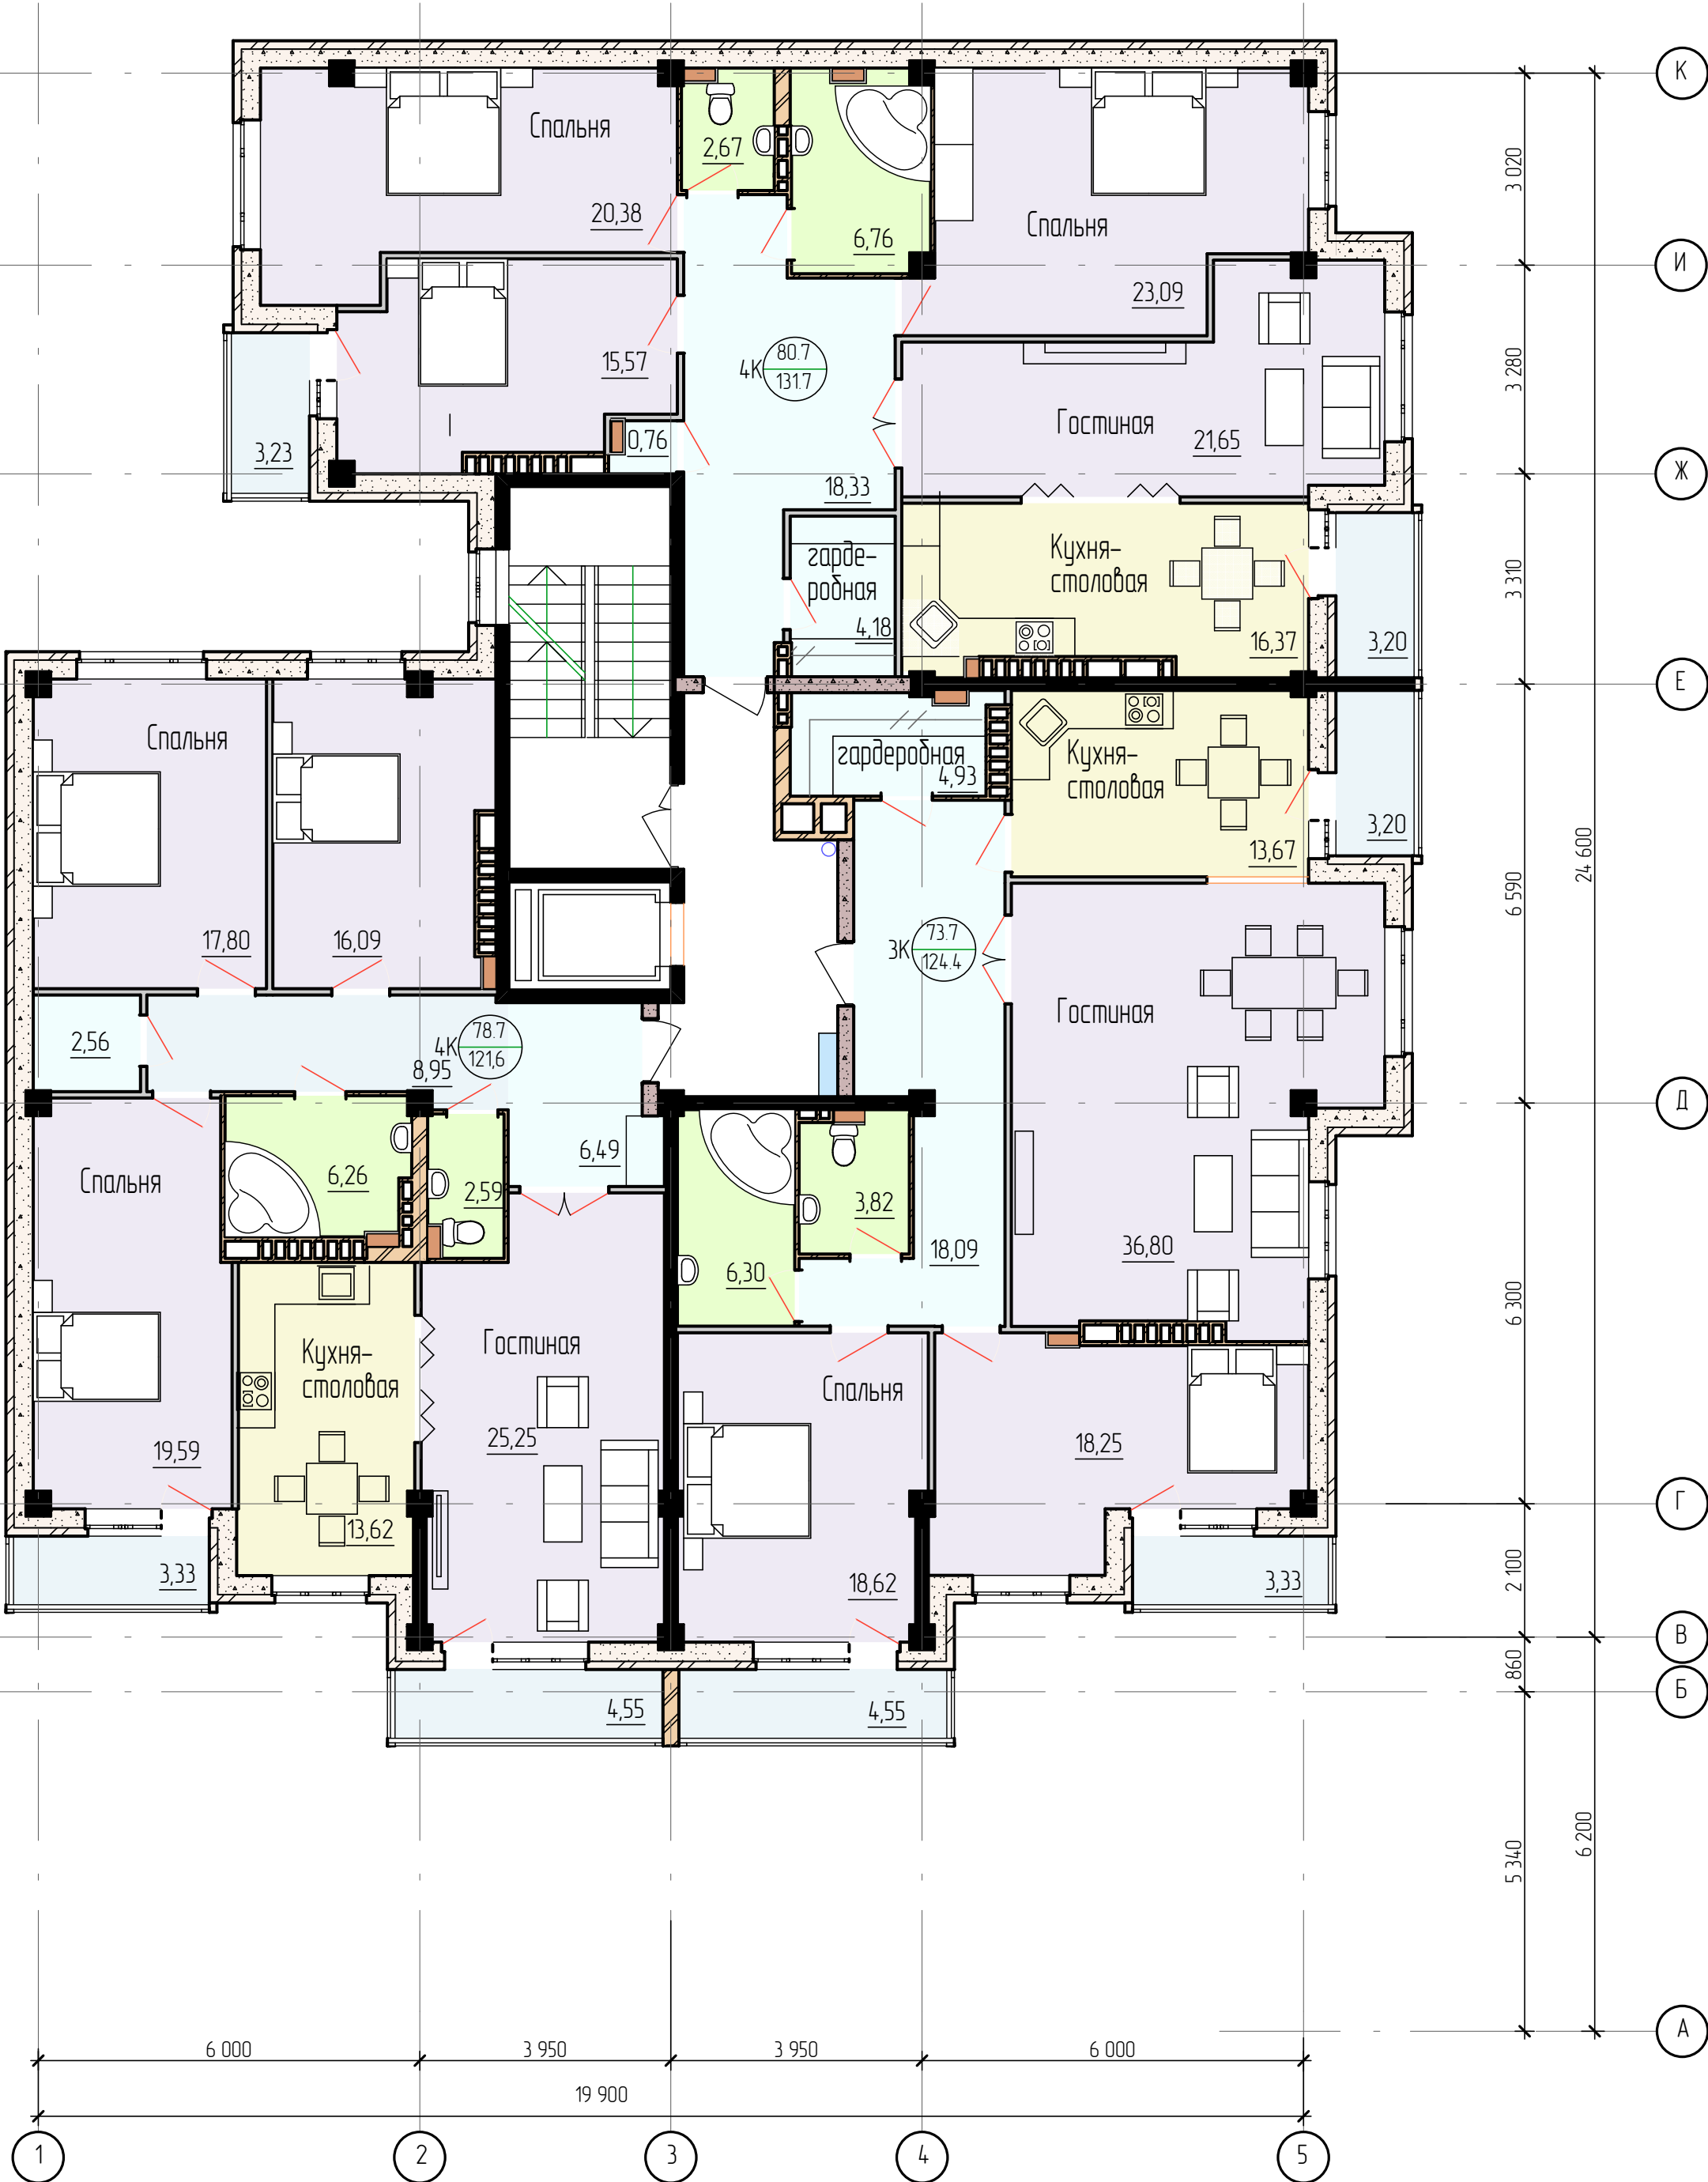 К
Спальня
2,67
3 020
20,38
6,76
Спальня
И
23,09
15,57
4К
80.7
131.7
3 280
Гостиная
21,65
0,76
3,23
Ж
18,33
гарде-
робная
Кухня-
столовая
3 310
4,18
16,37
3,20
Е
Спальня
гардеробная
4,93
Кухня-
столовая
3,20
13,67
24 600
6 590
17,80
16,09
3К
73.7
124.4
Гостиная
2,56
4К
78.7
121,6
8,95
Д
Спальня
6,26
2,59
6,49
3,82
6,30
18,09
36,80
6 300
Гостиная
Кухня-
столовая
Спальня
19,59
25,25
18,25
Г
13,62
3,33
18,62
3,33
2 100
В
860
Б
4,55
4,55
5 340
6 200
А
6 000
3 950
3 950
6 000
19 900
1
2
3
4
5